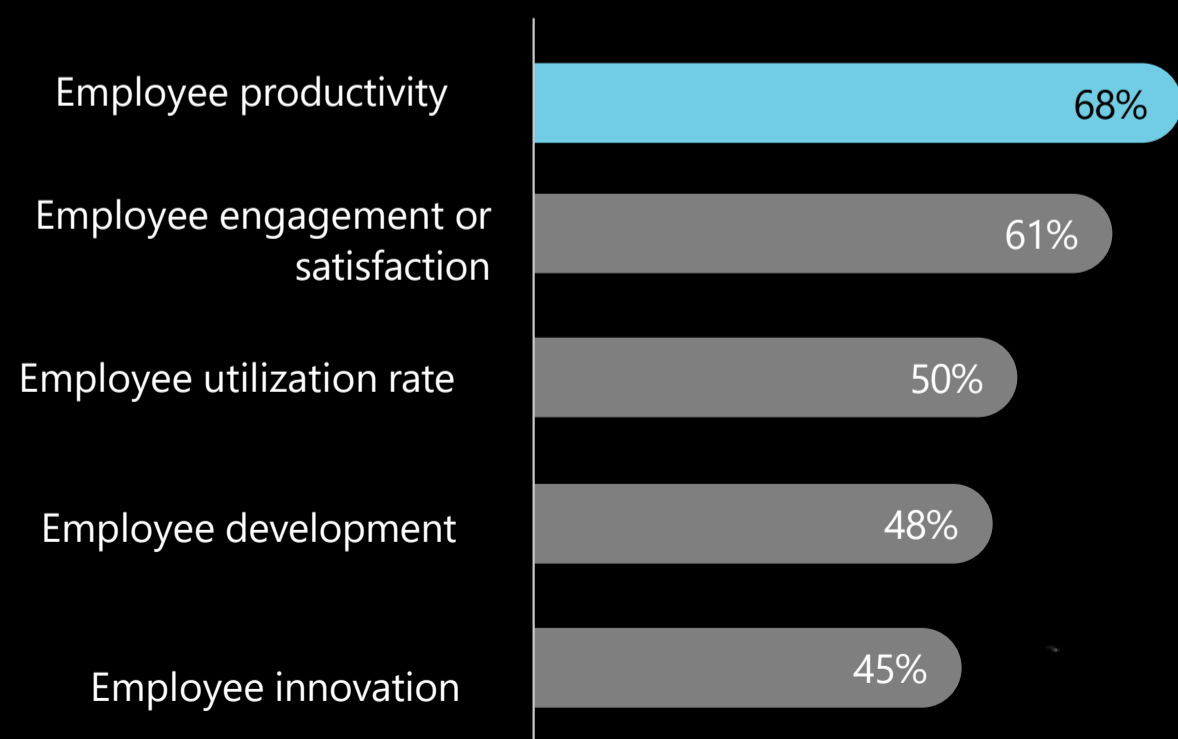 Employee productivity
68%
Employee engagement or
satisfaction
61%
Employee utilization rate
50%
Employee development
48%
Employee innovation
45%